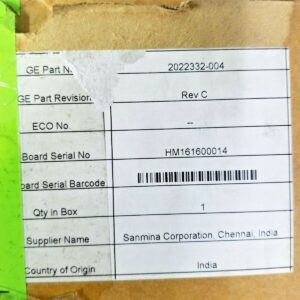 GE Part N 2022332-004
GE Part Revision Rev C
ECO No --
Board Serial No HM161600014
oard Serial Barcode
Qty in Box 1
Supplier Name Sanmina Corporation, Chennai, India
Country of Origin India